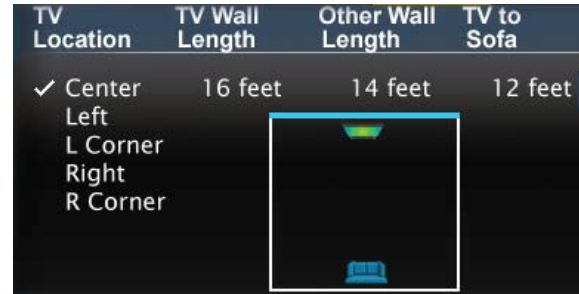 TV Location TV Wall Length Other Wall Length TV to Sofa
✓ Center 16 feet 14 feet 12 feet
Left
L Corner
Right
R Corner